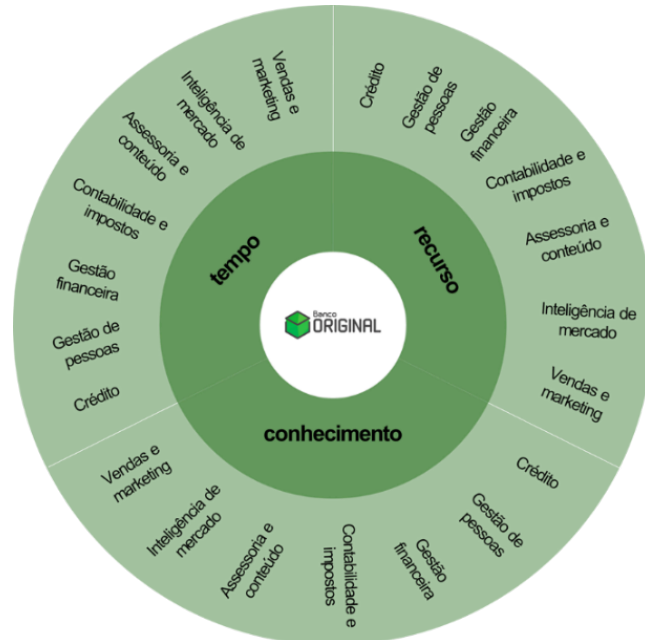 Crédito
Gestão de
pessoas
Gestão
financeira
Contabilidade e
impostos
Assessoria e
conteúdo
Inteligência de
mercado
Vendas e
marketing
recurso
Crédito
Gestão de
pessoas
Gestão
financeira
Contabilidade e
impostos
Assessoria e
conteúdo
Inteligência de
mercado
Vendas e
marketing
conhecimento
Crédito
Gestão de
pessoas
Gestão
financeira
Contabilidade e
impostos
Assessoria e
conteúdo
Inteligência de
mercado
Vendas e
marketing
tempo
Banco
ORIGINAL